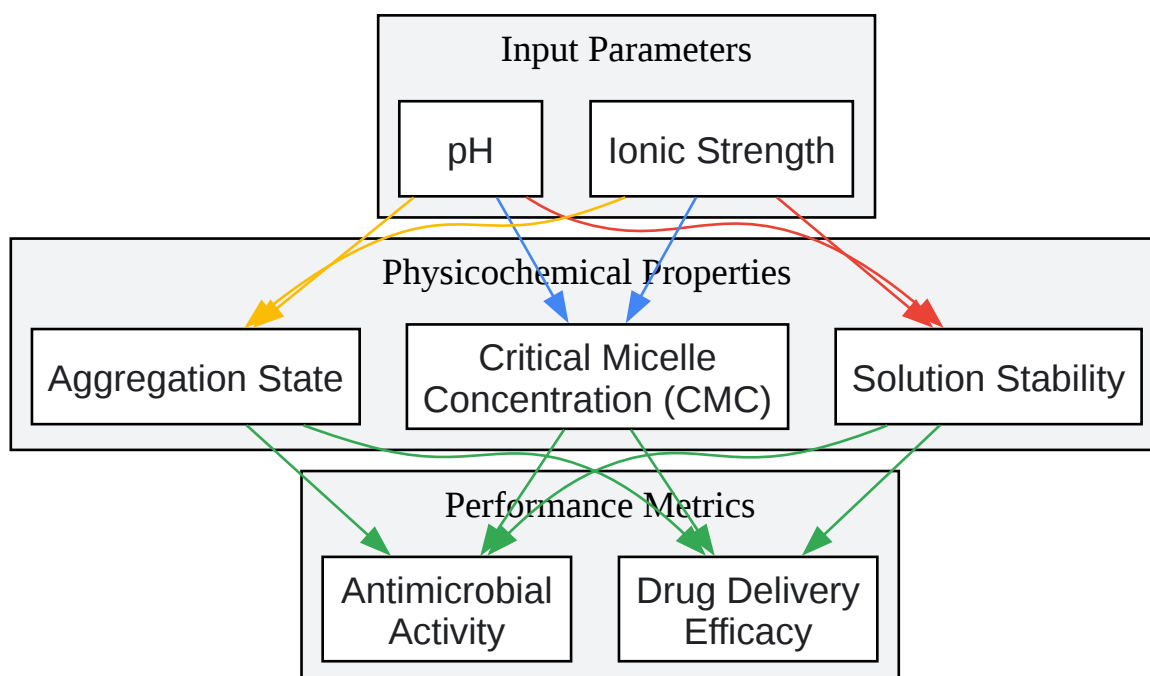 Input Parameters
pH
Ionic Strength
Physicochemical Properties
Aggregation State
Critical Micelle
Concentration (CMC)
Solution Stability
Performance Metrics
Antimicrobial
Activity
Drug Delivery
Efficacy